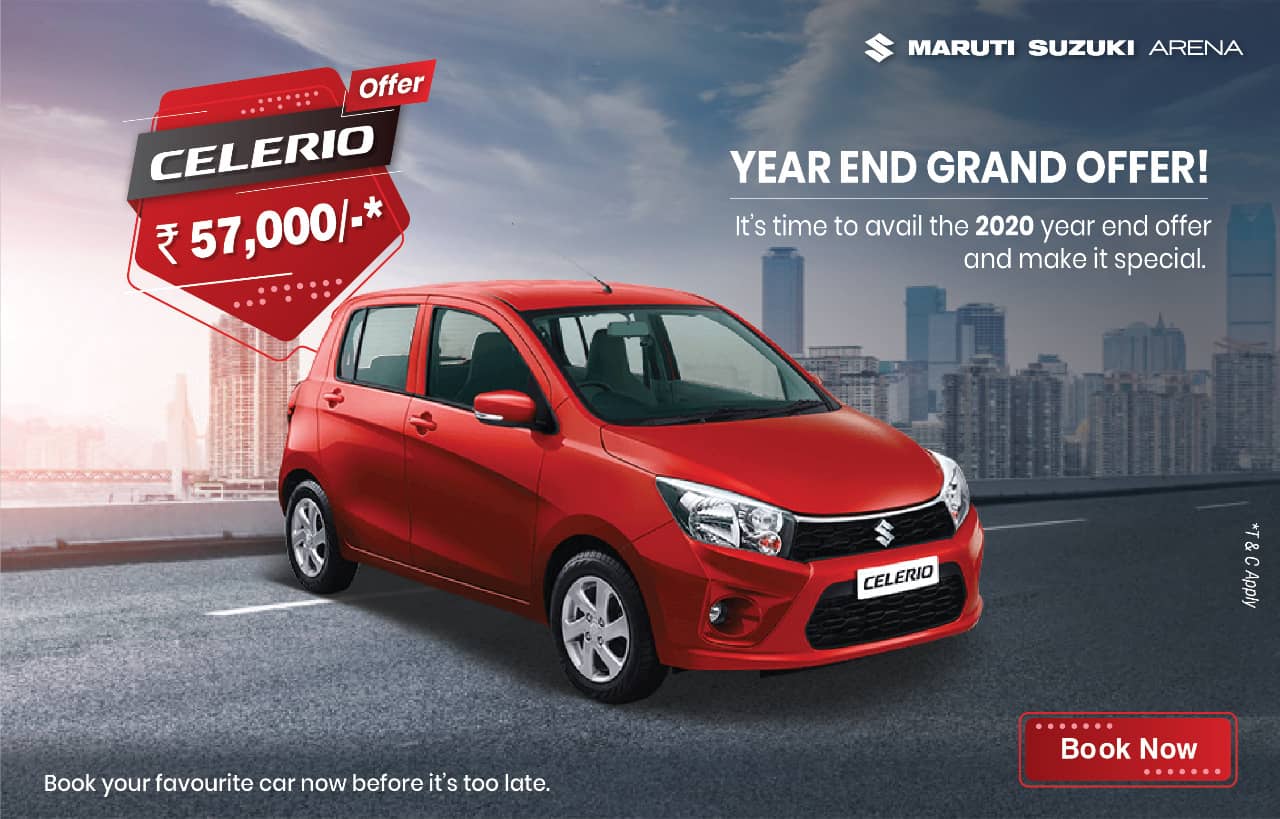 MARUTI SUZUKI ARENA
Offer
CELERIO
₹ 57,000/-*
YEAR END GRAND OFFER!
It's time to avail the 2020 year end offer
and make it special.
CELERIO
*T & C Apply
Book Now
Book your favourite car now before it's too late.